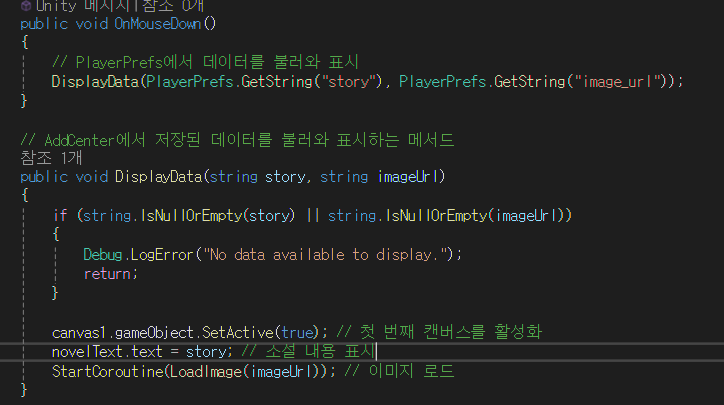 Unity 메시지|참조 0개
public void OnMouseDown()
{
// PlayerPrefs에서 데이터를 불러와 표시
DisplayData(PlayerPrefs.GetString("story"), PlayerPrefs.GetString("image_url"));
}
// AddCenter에서 저장된 데이터를 불러와 표시하는 메서드
참조 1개
public void DisplayData(string story, string imageUrl)
{
if (string.IsNullOrEmpty(story) || string.IsNullOrEmpty(imageUrl))
{
Debug.LogError("No data available to display.");
return;
}
canvas1.gameObject.SetActive(true); // 첫 번째 캔버스를 활성화
novelText.text = story; // 소설 내용 표시
StartCoroutine(LoadImage(imageUrl)); // 이미지 로드
}